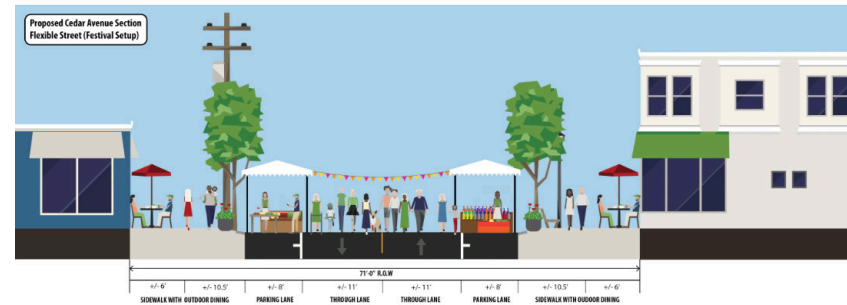 Proposed Cedar Avenue Section
Flexible Street (Festival Setup)
71'-0" R.O.W
+/- 6' +/- 10.5' +/- 8' +/- 11' +/- 11' +/- 8' +/- 10.5' +/- 6'
SIDEWALK WITH OUTDOOR DINING PARKING LANE THROUGH LANE THROUGH LANE PARKING LANE SIDEWALK WITH OUDOOR DINING